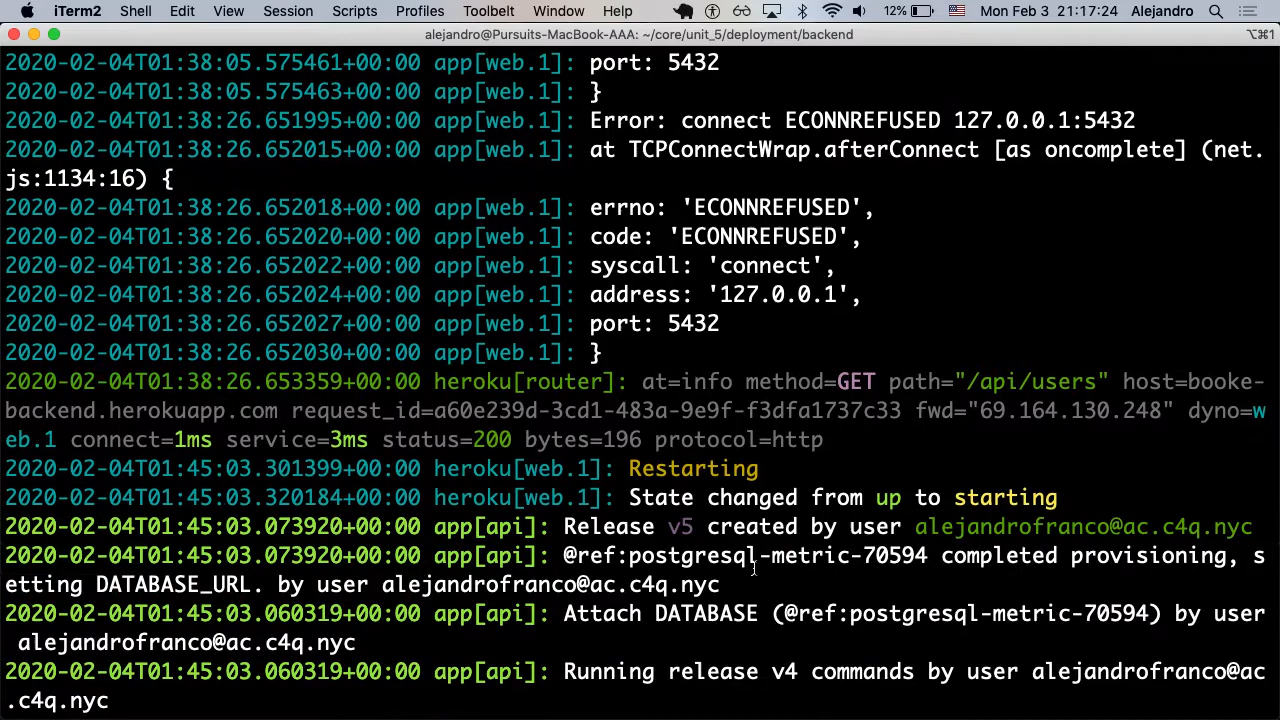 iTerm2 Shell Edit View Session Scripts Profiles Toolbelt Window Help 12% Mon Feb 3 21:17:24 Alejandro
alejandro@Pursuits-MacBook-AAA: ~/core/unit_5/deployment/backend ⌥⌘1
2020-02-04T01:38:05.575461+00:00 app[web.1]: port: 5432
2020-02-04T01:38:05.575463+00:00 app[web.1]: }
2020-02-04T01:38:26.651995+00:00 app[web.1]: Error: connect ECONNREFUSED 127.0.0.1:5432
2020-02-04T01:38:26.652015+00:00 app[web.1]: at TCPConnectWrap.afterConnect [as oncomplete] (net.
js:1134:16) {
2020-02-04T01:38:26.652018+00:00 app[web.1]: errno: 'ECONNREFUSED',
2020-02-04T01:38:26.652020+00:00 app[web.1]: code: 'ECONNREFUSED',
2020-02-04T01:38:26.652022+00:00 app[web.1]: syscall: 'connect',
2020-02-04T01:38:26.652024+00:00 app[web.1]: address: '127.0.0.1',
2020-02-04T01:38:26.652027+00:00 app[web.1]: port: 5432
2020-02-04T01:38:26.652030+00:00 app[web.1]: }
2020-02-04T01:38:26.653359+00:00 heroku[router]: at=info method=GET path="/api/users" host=booke-
backend.herokuapp.com request_id=a60e239d-3cd1-483a-9e9f-f3dfa1737c33 fwd="69.164.130.248" dyno=w
eb.1 connect=1ms service=3ms status=200 bytes=196 protocol=http
2020-02-04T01:45:03.301399+00:00 heroku[web.1]: Restarting
2020-02-04T01:45:03.320184+00:00 heroku[web.1]: State changed from up to starting
2020-02-04T01:45:03.073920+00:00 app[api]: Release v5 created by user alejandrofranco@ac.c4q.nyc
2020-02-04T01:45:03.073920+00:00 app[api]: @ref:postgresql-metric-70594 completed provisioning, s
etting DATABASE_URL. by user alejandrofranco@ac.c4q.nyc
2020-02-04T01:45:03.060319+00:00 app[api]: Attach DATABASE (@ref:postgresql-metric-70594) by user
alejandrofranco@ac.c4q.nyc
2020-02-04T01:45:03.060319+00:00 app[api]: Running release v4 commands by user alejandrofranco@ac
.c4q.nyc